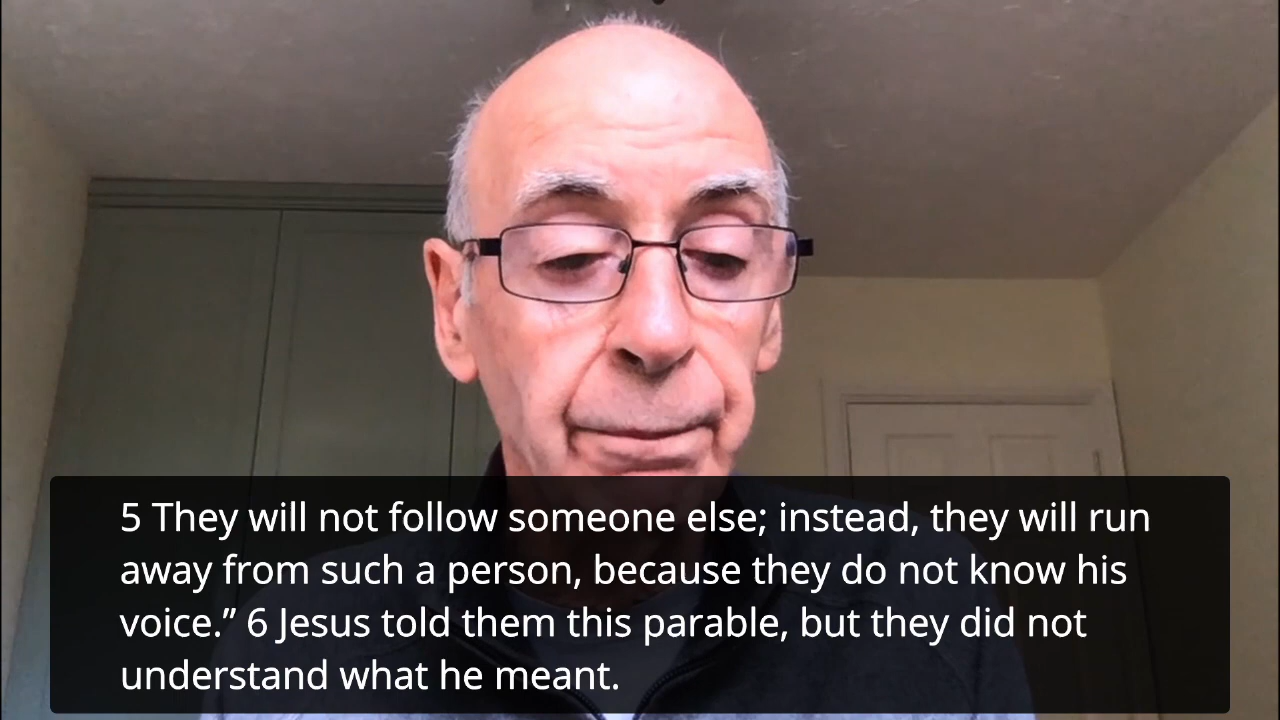 5 They will not follow someone else; instead, they will run
away from such a person, because they do not know his
voice.” 6 Jesus told them this parable, but they did not
understand what he meant.